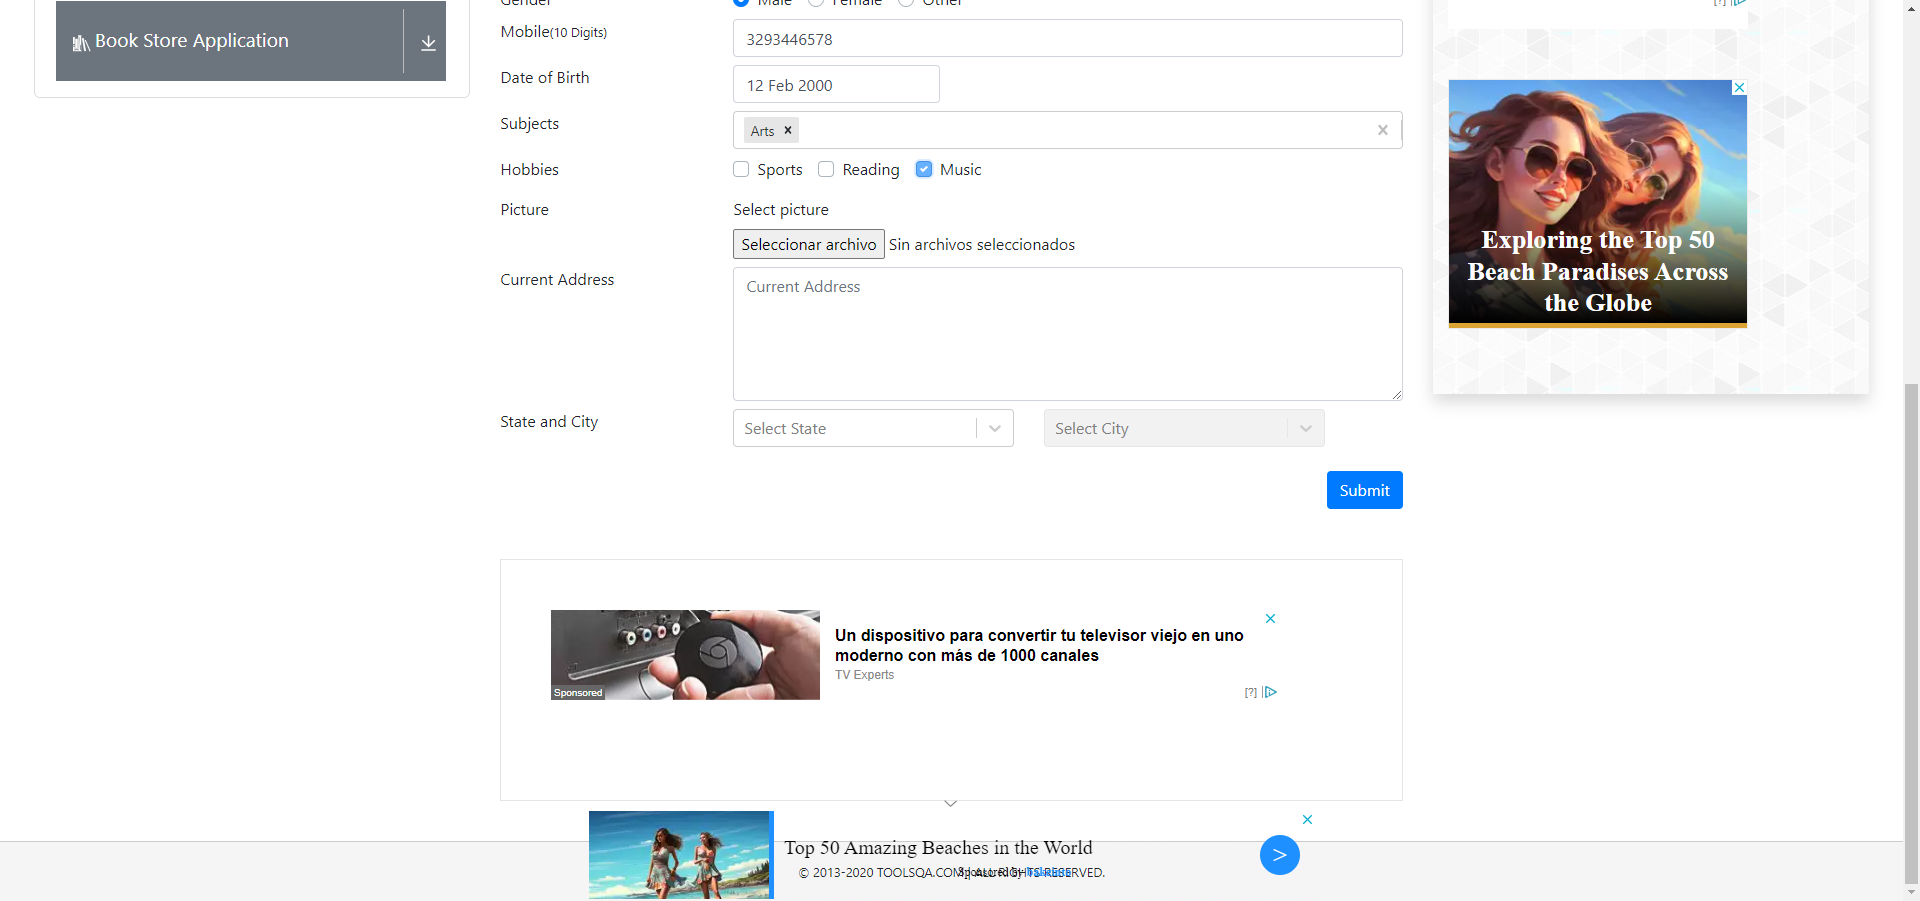 Book Store Application
Gender
Male
Female
Other
Mobile(10 Digits)
3293446578
Date of Birth
12 Feb 2000
Subjects
Arts ×
Hobbies
Sports
Reading
Music
Picture
Select picture
Seleccionar archivo Sin archivos seleccionados
Current Address
Current Address
State and City
Select State
Select City
Submit
[?]
Exploring the Top 50
Beach Paradises Across
the Globe
Sponsored
Un dispositivo para convertir tu televisor viejo en uno
moderno con más de 1000 canales
TV Experts
[?]
Top 50 Amazing Beaches in the World
© 2013-2020 TOOLSQA.COM | ALL RIGHTS RESERVED.
Sponsored By